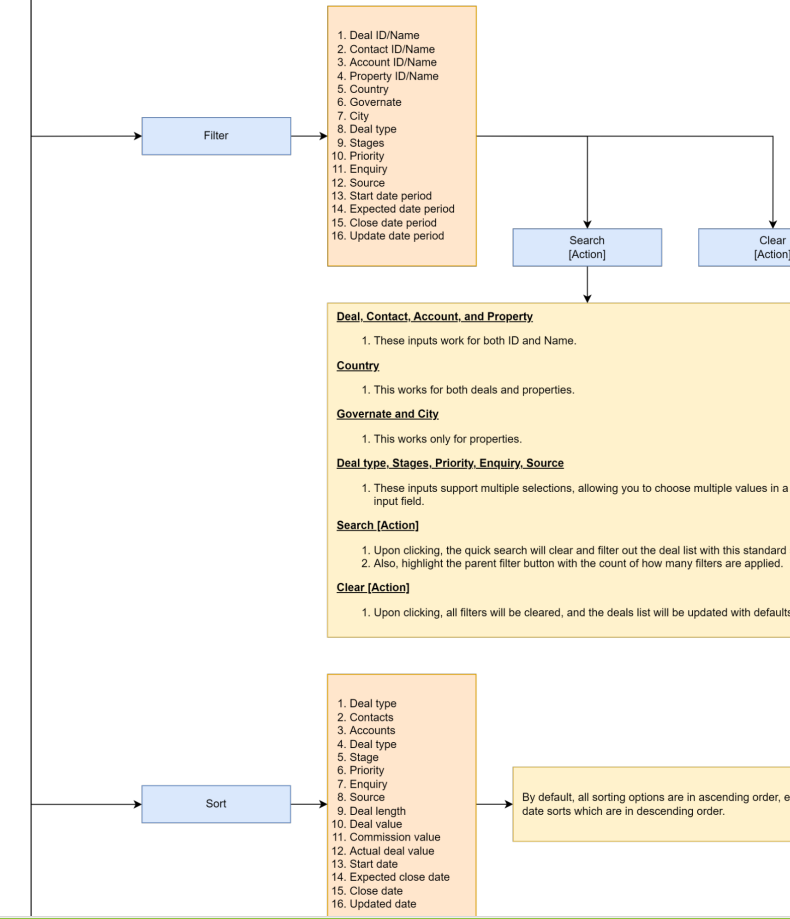 1. Deal ID/Name
2. Contact ID/Name
3. Account ID/Name
4. Property ID/Name
5. Country
6. Governate
7. City
8. Deal type
9. Stages
10. Priority
11. Enquiry
12. Source
13. Start date period
14. Expected date period
15. Close date period
16. Update date period
Filter
Search
[Action]
Clear
[Action]
Deal, Contact, Account, and Property
1. These inputs work for both ID and Name.
Country
1. This works for both deals and properties.
Governate and City
1. This works only for properties.
Deal type, Stages, Priority, Enquiry, Source
1. These inputs support multiple selections, allowing you to choose multiple values in a
input field.
Search [Action]
1. Upon clicking, the quick search will clear and filter out the deal list with this standard
2. Also, highlight the parent filter button with the count of how many filters are applied.
Clear [Action]
1. Upon clicking, all filters will be cleared, and the deals list will be updated with defaults
1. Deal type
2. Contacts
3. Accounts
4. Deal type
5. Stage
6. Priority
7. Enquiry
8. Source
9. Deal length
10. Deal value
11. Commission value
12. Actual deal value
13. Start date
14. Expected close date
15. Close date
16. Updated date
Sort
By default, all sorting options are in ascending order,
date sorts which are in descending order.